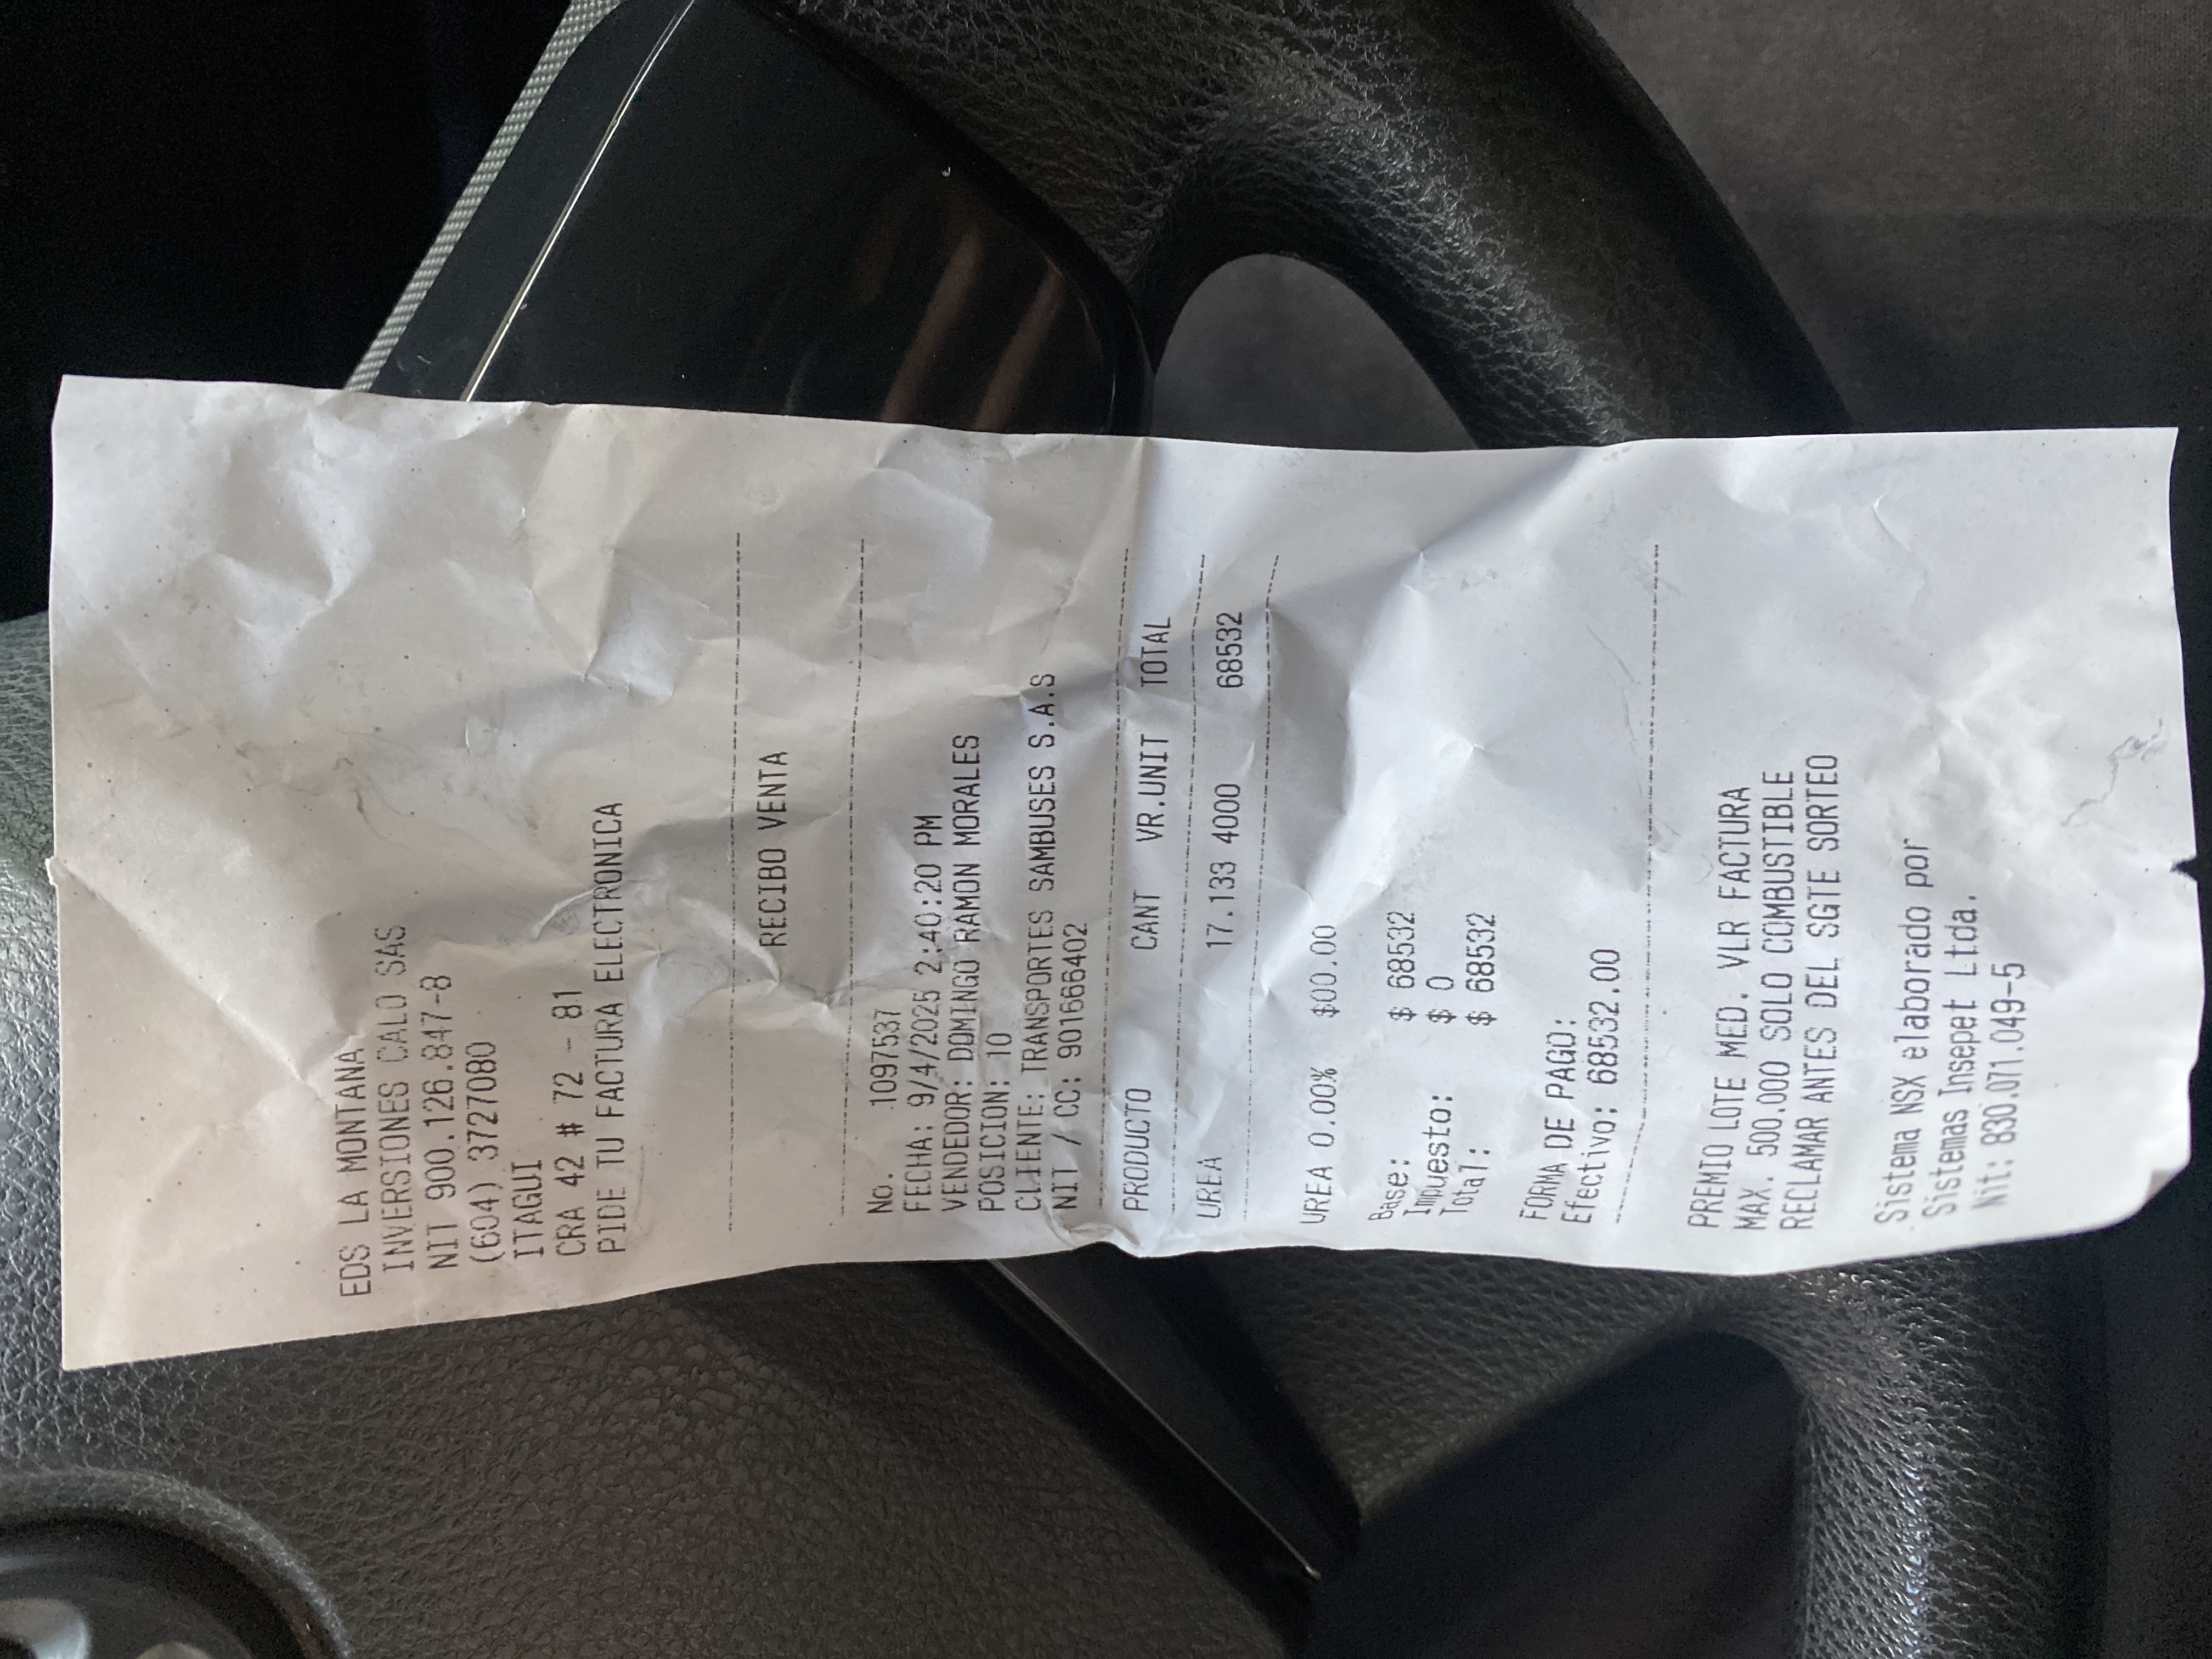 EDS LA MONTANA
INVERSIONES CALO SAS
NIT 900.126.847-8
(604) 3727080
ITAGUI
CRA 42 # 72 - 81
PIDE TU FACTURA ELECTRONICA
RECIBO VENTA
No. 1097537
FECHA: 9/4/2025 2:40:20 PM
VENDEDOR: DOMINGO RAMON MORALES
POSICION: 10
CLIENTE: TRANSPORTES SAMBUSES S.A.S
NIT / CC: 901666402
PRODUCTO CANT VR.UNIT TOTAL
UREA 17.133 4000 68532
UREA 0.00% $00.00
Base: $ 68532
Impuesto: $ 0
Total: $ 68532
FORMA DE PAGO:
Efectivo: 68532.00
PREMIO LOTE MED. VLR FACTURA
MAX. 500.000 SOLO COMBUSTIBLE
RECLAMAR ANTES DEL SGTE SORTEO
Sistema NSX elaborado por
Sistemas Insepet Ltda.
Nit: 830.071.049-5